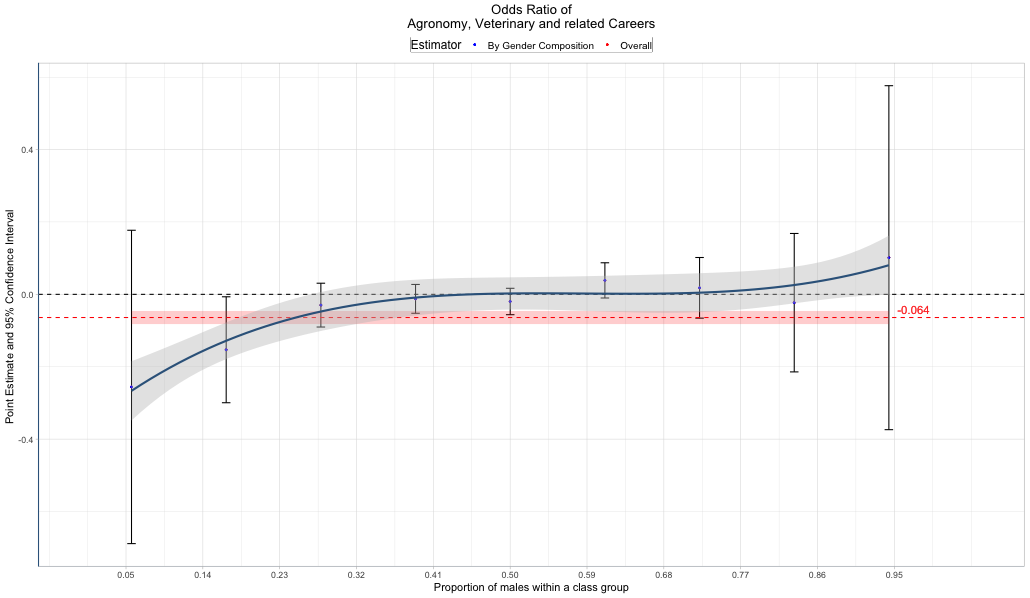 Odds Ratio of
Agronomy, Veterinary and related Careers
Estimator By Gender Composition Overall
Point Estimate and 95% Confidence Interval
0.4
0.0
-0.4
-0.064
0.05 0.14 0.23 0.32 0.41 0.50 0.59 0.68 0.77 0.86 0.95
Proportion of males within a class group